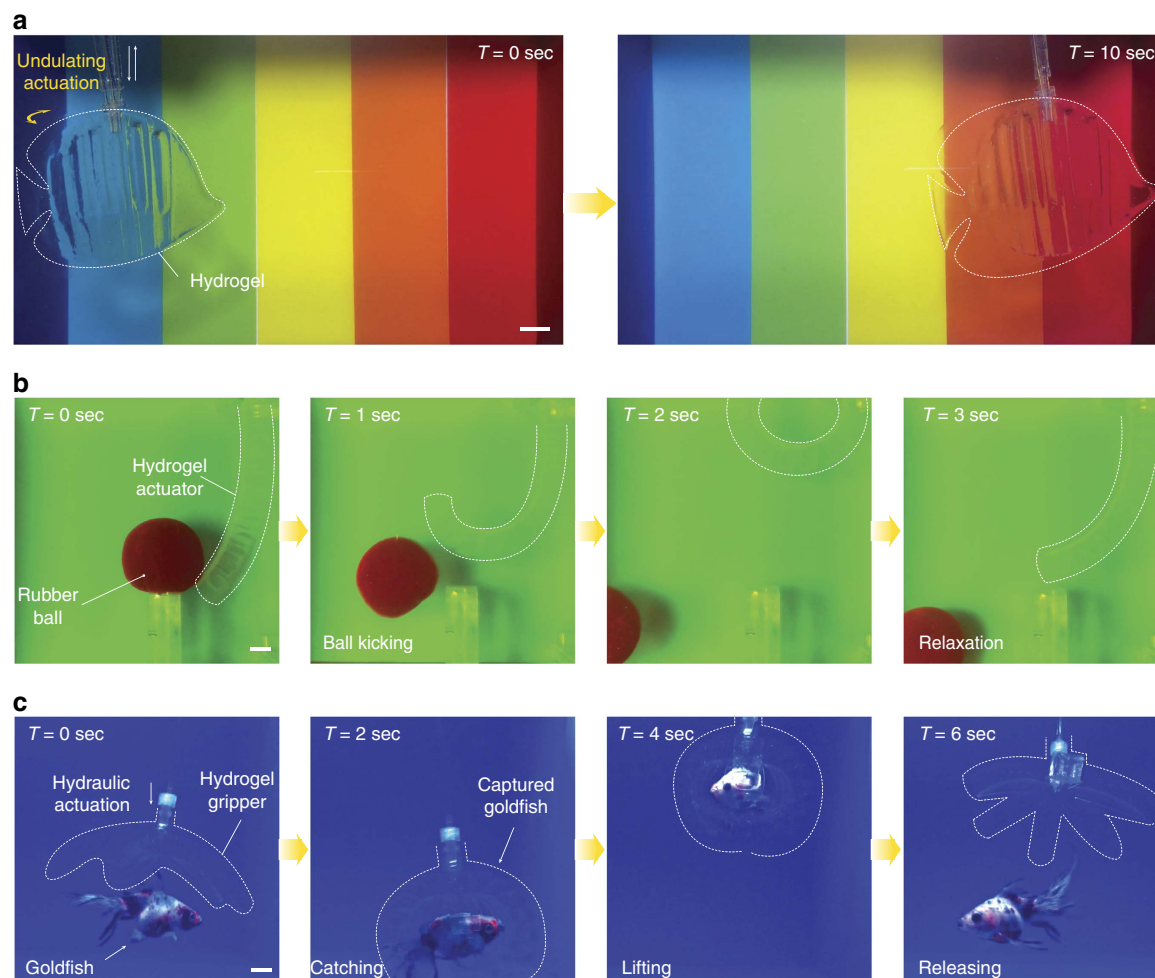 a
Undulating
actuation
T = 0 sec
Hydrogel
T = 10 sec
b
T = 0 sec
Hydrogel
actuator
Rubber
ball
T = 1 sec
Ball kicking
T = 2 sec
T = 3 sec
Relaxation
c
T = 0 sec
Hydraulic
actuation
Hydrogel
gripper
Goldfish
T = 2 sec
Captured
goldfish
Catching
T = 4 sec
Lifting
T = 6 sec
Releasing